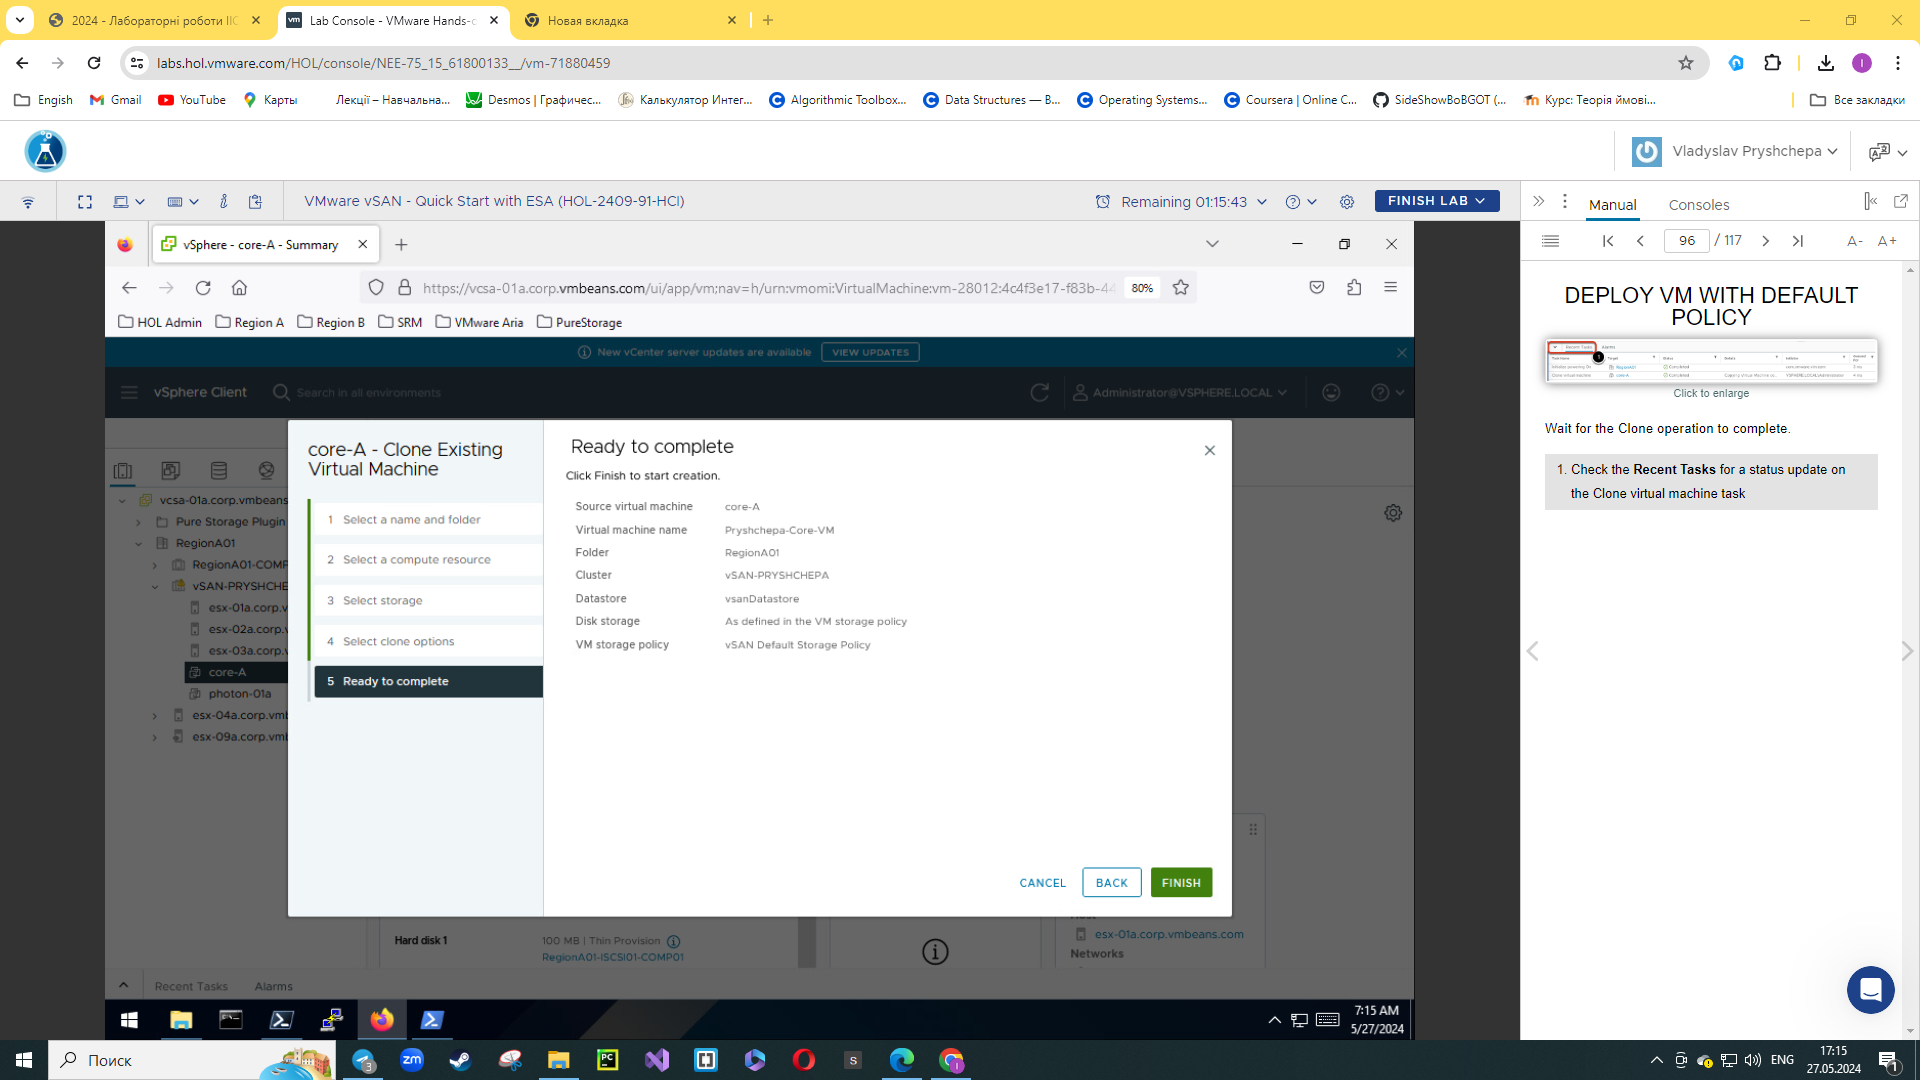 2024 - Лабораторні роботи ІІС
Lab Console - VMware Hands-o
Новая вкладка
labs.hol.vmware.com/HOL/console/NEE-75_15_61800133__/vm-71880459
Engish
Gmail
YouTube
Карты
Лекції – Навчальна...
Desmos | Графичес...
Калькулятор Интег...
Algorithmic Toolbox...
Data Structures — B...
Operating Systems...
Coursera | Online C...
SideShowBoBGOT (...
Курс: Теорія ймові...
Все закладки
Vladyslav Pryshchepa
VMware vSAN - Quick Start with ESA (HOL-2409-91-HCI)
Remaining 01:15:43
FINISH LAB
Manual
Consoles
96 / 117
A-
A+
vSphere - core-A - Summary
https://vcsa-01a.corp.vmbeans.com/ui/app/vm;nav=h/urn:vmomi:VirtualMachine:vm-28012:4c4f3e17-f83b-44
80%
HOL Admin
Region A
Region B
SRM
VMware Aria
PureStorage
New vCenter server updates are available
VIEW UPDATES
vSphere Client
Search in all environments
Administrator@VSPHERE.LOCAL
vcsa-01a.corp.vmbeans
Pure Storage Plugin
RegionA01
RegionA01-COMP
vSAN-PRYSHCHE
esx-01a.corp.v
esx-02a.corp.v
esx-03a.corp.v
core-A
photon-01a
esx-04a.corp.vmb
esx-09a.corp.vmb
core-A - Clone Existing
Virtual Machine
1 Select a name and folder
2 Select a compute resource
3 Select storage
4 Select clone options
5 Ready to complete
Ready to complete
Click Finish to start creation.
Source virtual machine core-A
Virtual machine name Pryshchepa-Core-VM
Folder RegionA01
Cluster vSAN-PRYSHCHEPA
Datastore vsanDatastore
Disk storage As defined in the VM storage policy
VM storage policy vSAN Default Storage Policy
CANCEL
BACK
FINISH
Hard disk 1
100 MB | Thin Provision
RegionA01-ISCSI01-COMP01
esx-01a.corp.vmbeans.com
Networks
Recent Tasks
Alarms
7:15 AM
5/27/2024
DEPLOY VM WITH DEFAULT
POLICY
Click to enlarge
Wait for the Clone operation to complete.
1. Check the Recent Tasks for a status update on
the Clone virtual machine task
Поиск
3
zm
PC
S
ENG
17:15
27.05.2024
1